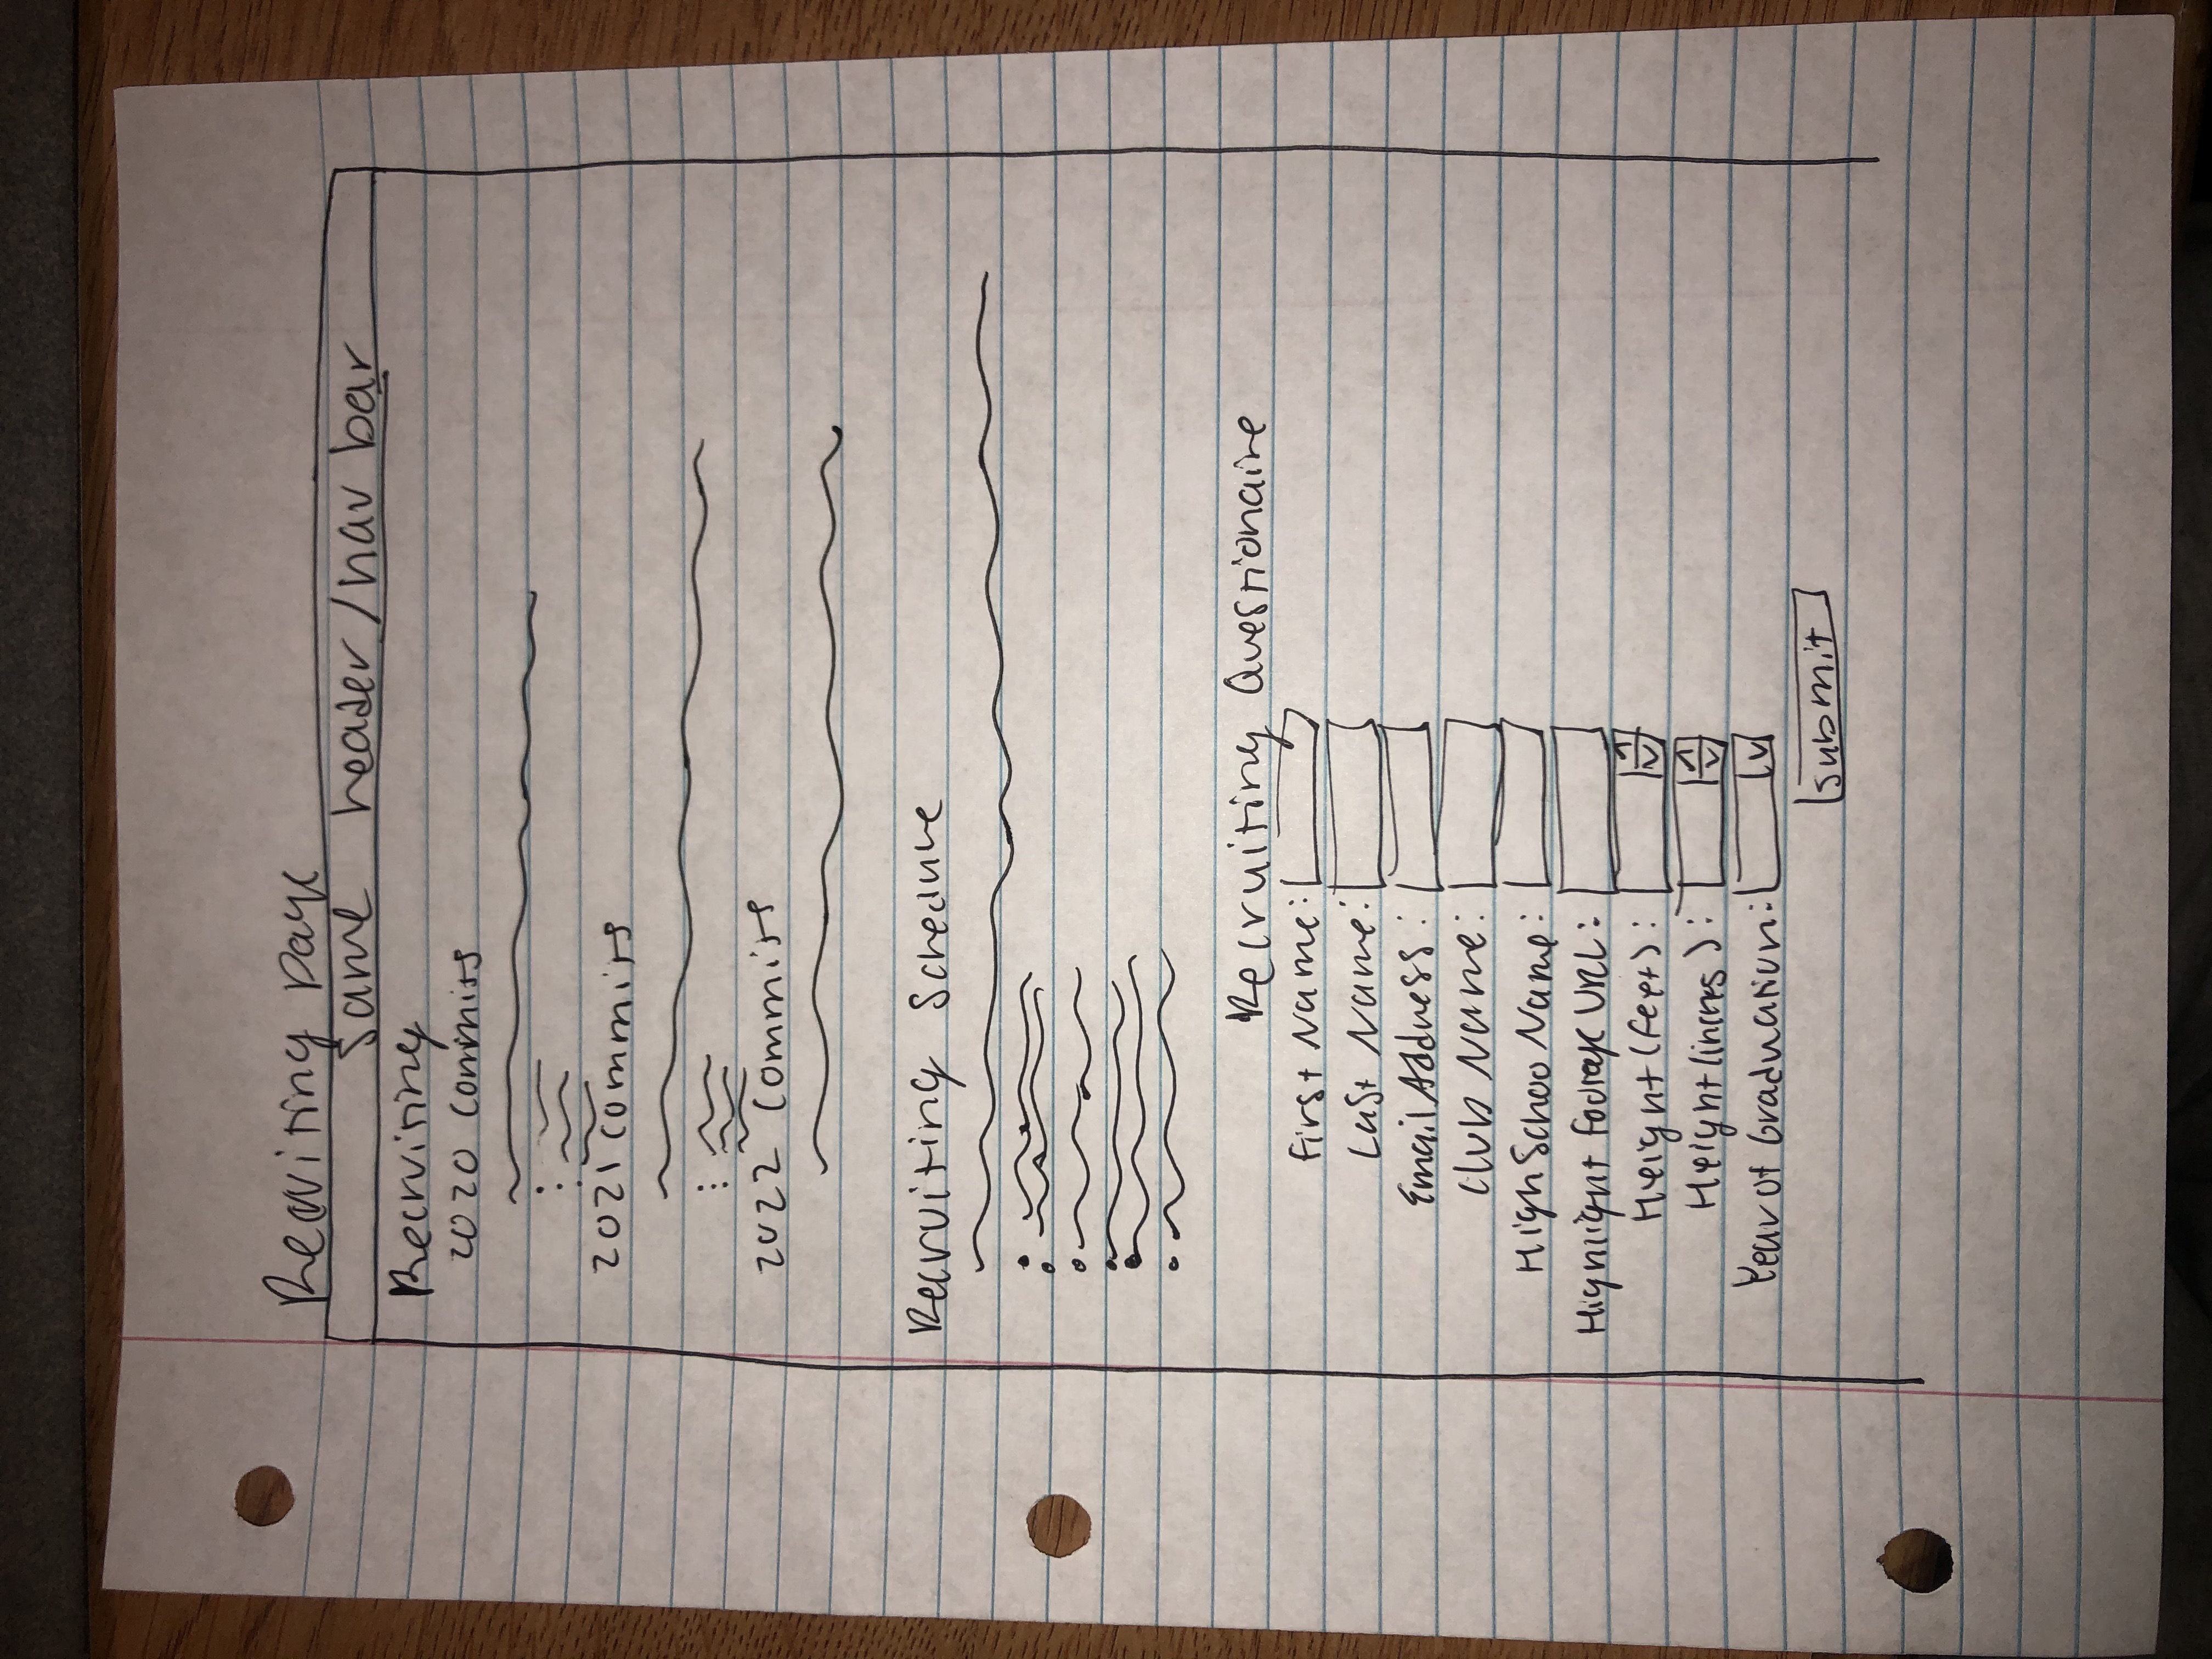 Recruiting page
Same header/nav bar
Recruiting
2020 Commits
2021 Commits
2022 Commits
Recruiting Schedule
Recruiting Questionaire
First Name:
Last Name:
Email Address:
Club Name:
High Schoo Name:
Highlight Footage URL:
Height (feet):
Height (inches):
Year of Graduation:
submit